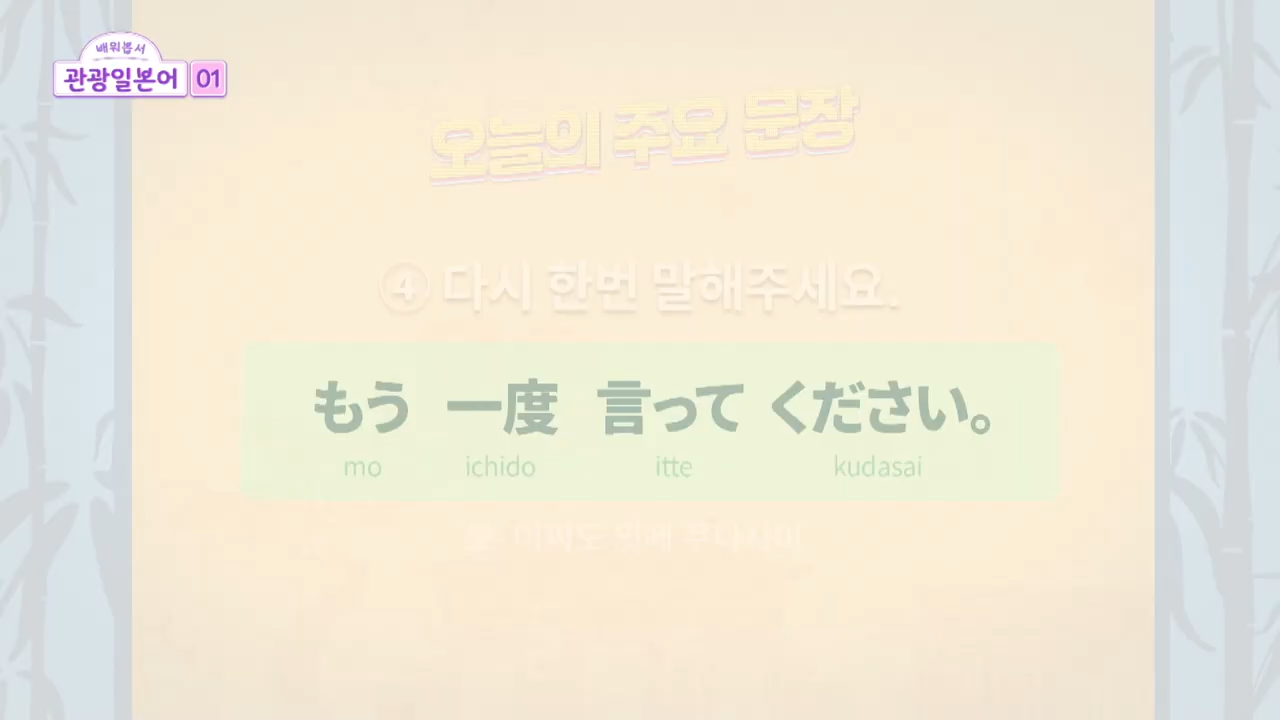 배워봅서
관광일본어 01
오늘의 주요 문장
④ 다시 한번 말해주세요.
もう 一度 言って ください。
mo ichido itte kudasai